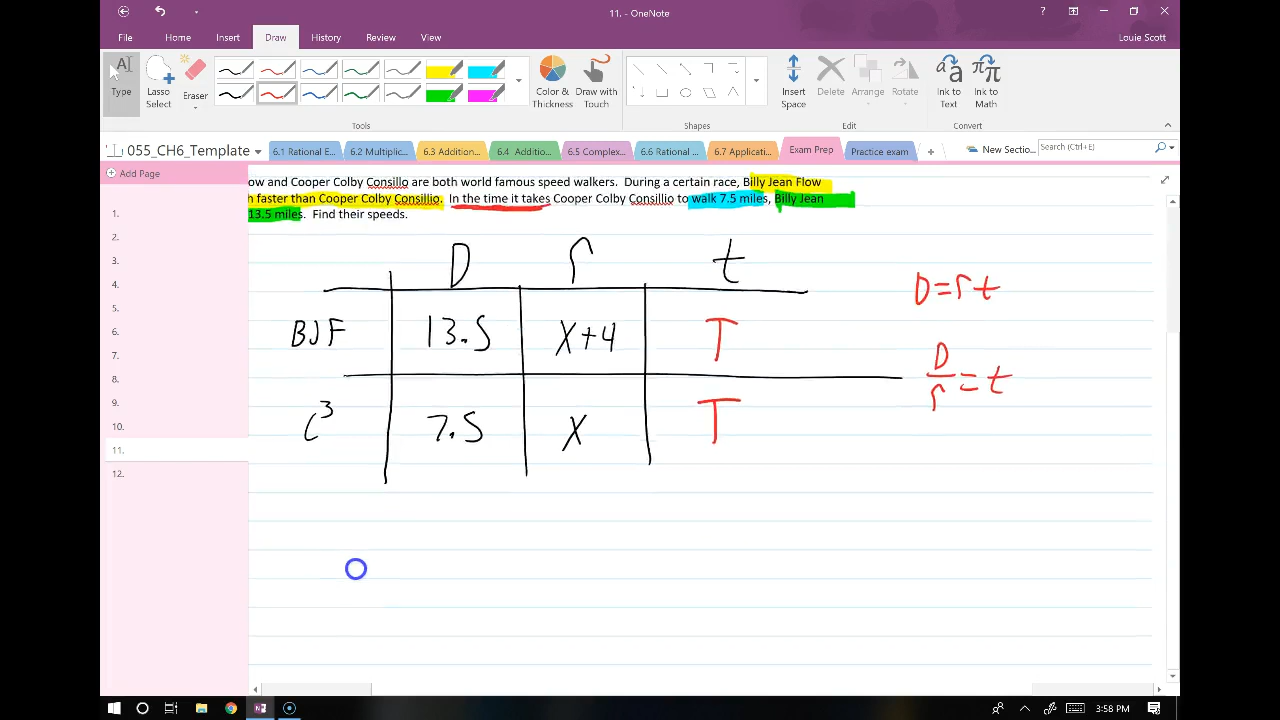 11. - OneNote
Louie Scott
File Home Insert Draw History Review View
Type
Lasso Select
Eraser
Color & Thickness
Draw with Touch
Insert Space
Delete
Arrange
Rotate
Ink to Text
Ink to Math
Tools
Shapes
Edit
Convert
055_CH6_Template
6.1 Rational E... 6.2 Multiplic... 6.3 Addition... 6.4 Additio... 6.5 Complex... 6.6 Rational ... 6.7 Applicati... Exam Prep Practice exam
New Sectio...
Search (Ctrl+E)
Add Page
1.
2.
3.
4.
5.
6.
7.
8.
9.
10.
11.
12.
ow and Cooper Colby Consillo are both world famous speed walkers. During a certain race, Billy Jean Flow
h faster than Cooper Colby Consillio. In the time it takes Cooper Colby Consillio to walk 7.5 miles, Billy Jean
13.5 miles. Find their speeds.
D r t
BJF 13.5 x+4 T
C³ 7.5 x T
D=rt
D/r = t
3:58 PM